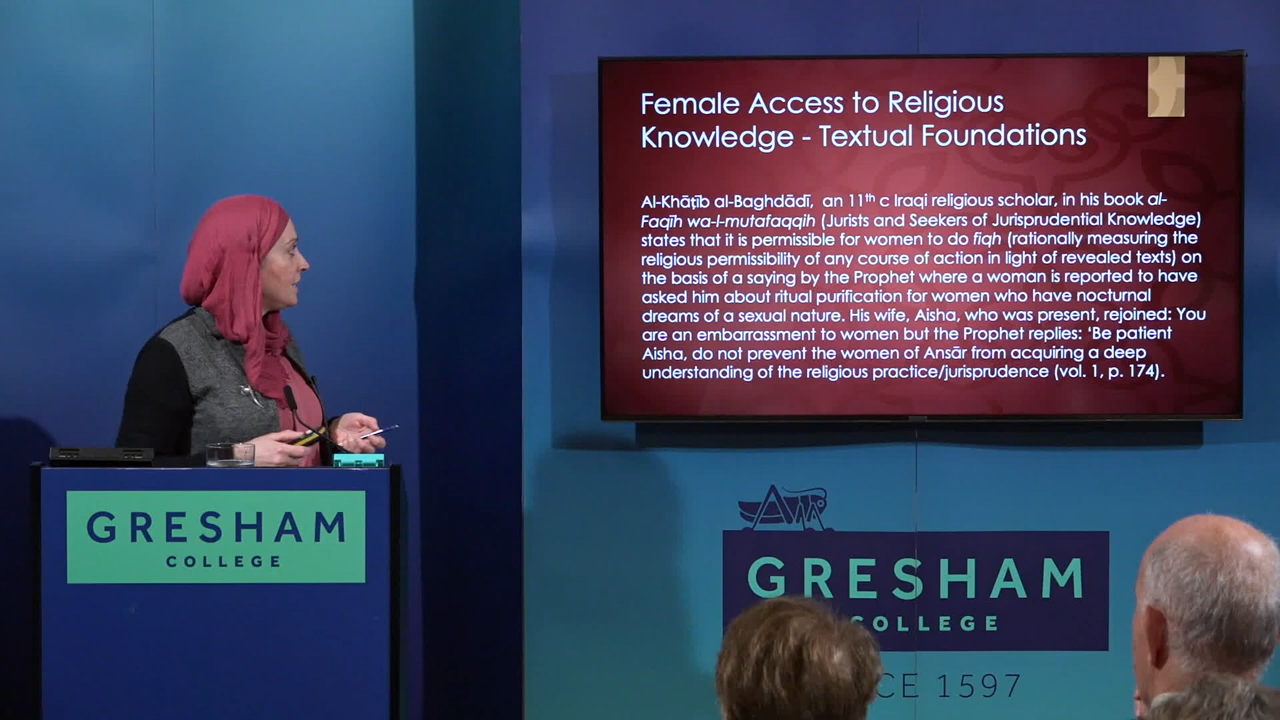 Female Access to Religious
Knowledge - Textual Foundations
Al-Khāṭīb al-Baghdādī, an 11th c Iraqi religious scholar, in his book al-
Faqīh wa-l-mutafaqqih (Jurists and Seekers of Jurisprudential Knowledge)
states that it is permissible for women to do fiqh (rationally measuring the
religious permissibility of any course of action in light of revealed texts) on
the basis of a saying by the Prophet where a woman is reported to have
asked him about ritual purification for women who have nocturnal
dreams of a sexual nature. His wife, Aisha, who was present, rejoined: You
are an embarrassment to women but the Prophet replies: ‘Be patient
Aisha, do not prevent the women of Ansār from acquiring a deep
understanding of the religious practice/jurisprudence (vol. 1, p. 174).
GRESHAM
COLLEGE
GRESHAM
COLLEGE
CE 1597